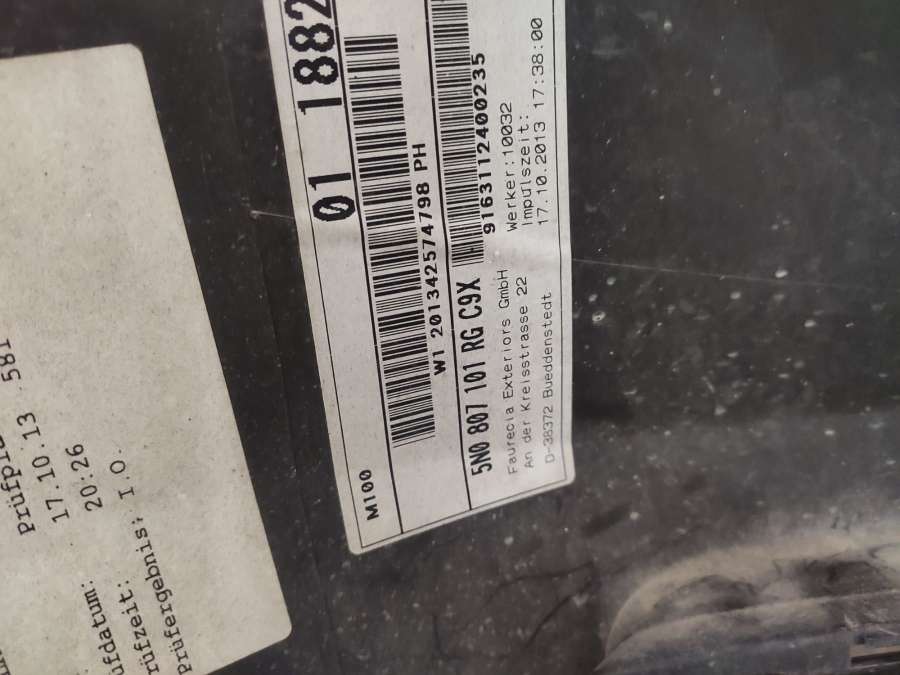 01 1882
M100
W1 201342574798 PH
5N0 807 101 RG C9X
9163112400235
Faurecia Exteriors GmbH
An der Kreisstrasse 22
D-38372 Bueddenstedt
Werker:10032
Impulszeit:
17.10.2013 17:38:00
581
17.10.13
ufdatum:
20:26
rüfzeit:
I.O.
Prüfergebnis: